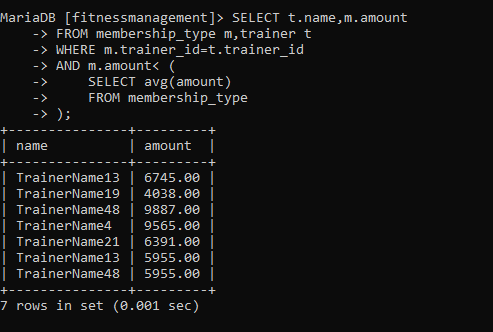 MariaDB [fitnessmanagement]> SELECT t.name,m.amount
    -> FROM membership_type m,trainer t
    -> WHERE m.trainer_id=t.trainer_id
    -> AND m.amount< (
    ->     SELECT avg(amount)
    ->     FROM membership_type
    -> );
+---------------+---------+
| name          | amount  |
+---------------+---------+
| TrainerName13 | 6745.00 |
| TrainerName19 | 4038.00 |
| TrainerName48 | 9887.00 |
| TrainerName4  | 9565.00 |
| TrainerName21 | 6391.00 |
| TrainerName13 | 5955.00 |
| TrainerName48 | 5955.00 |
+---------------+---------+
7 rows in set (0.001 sec)